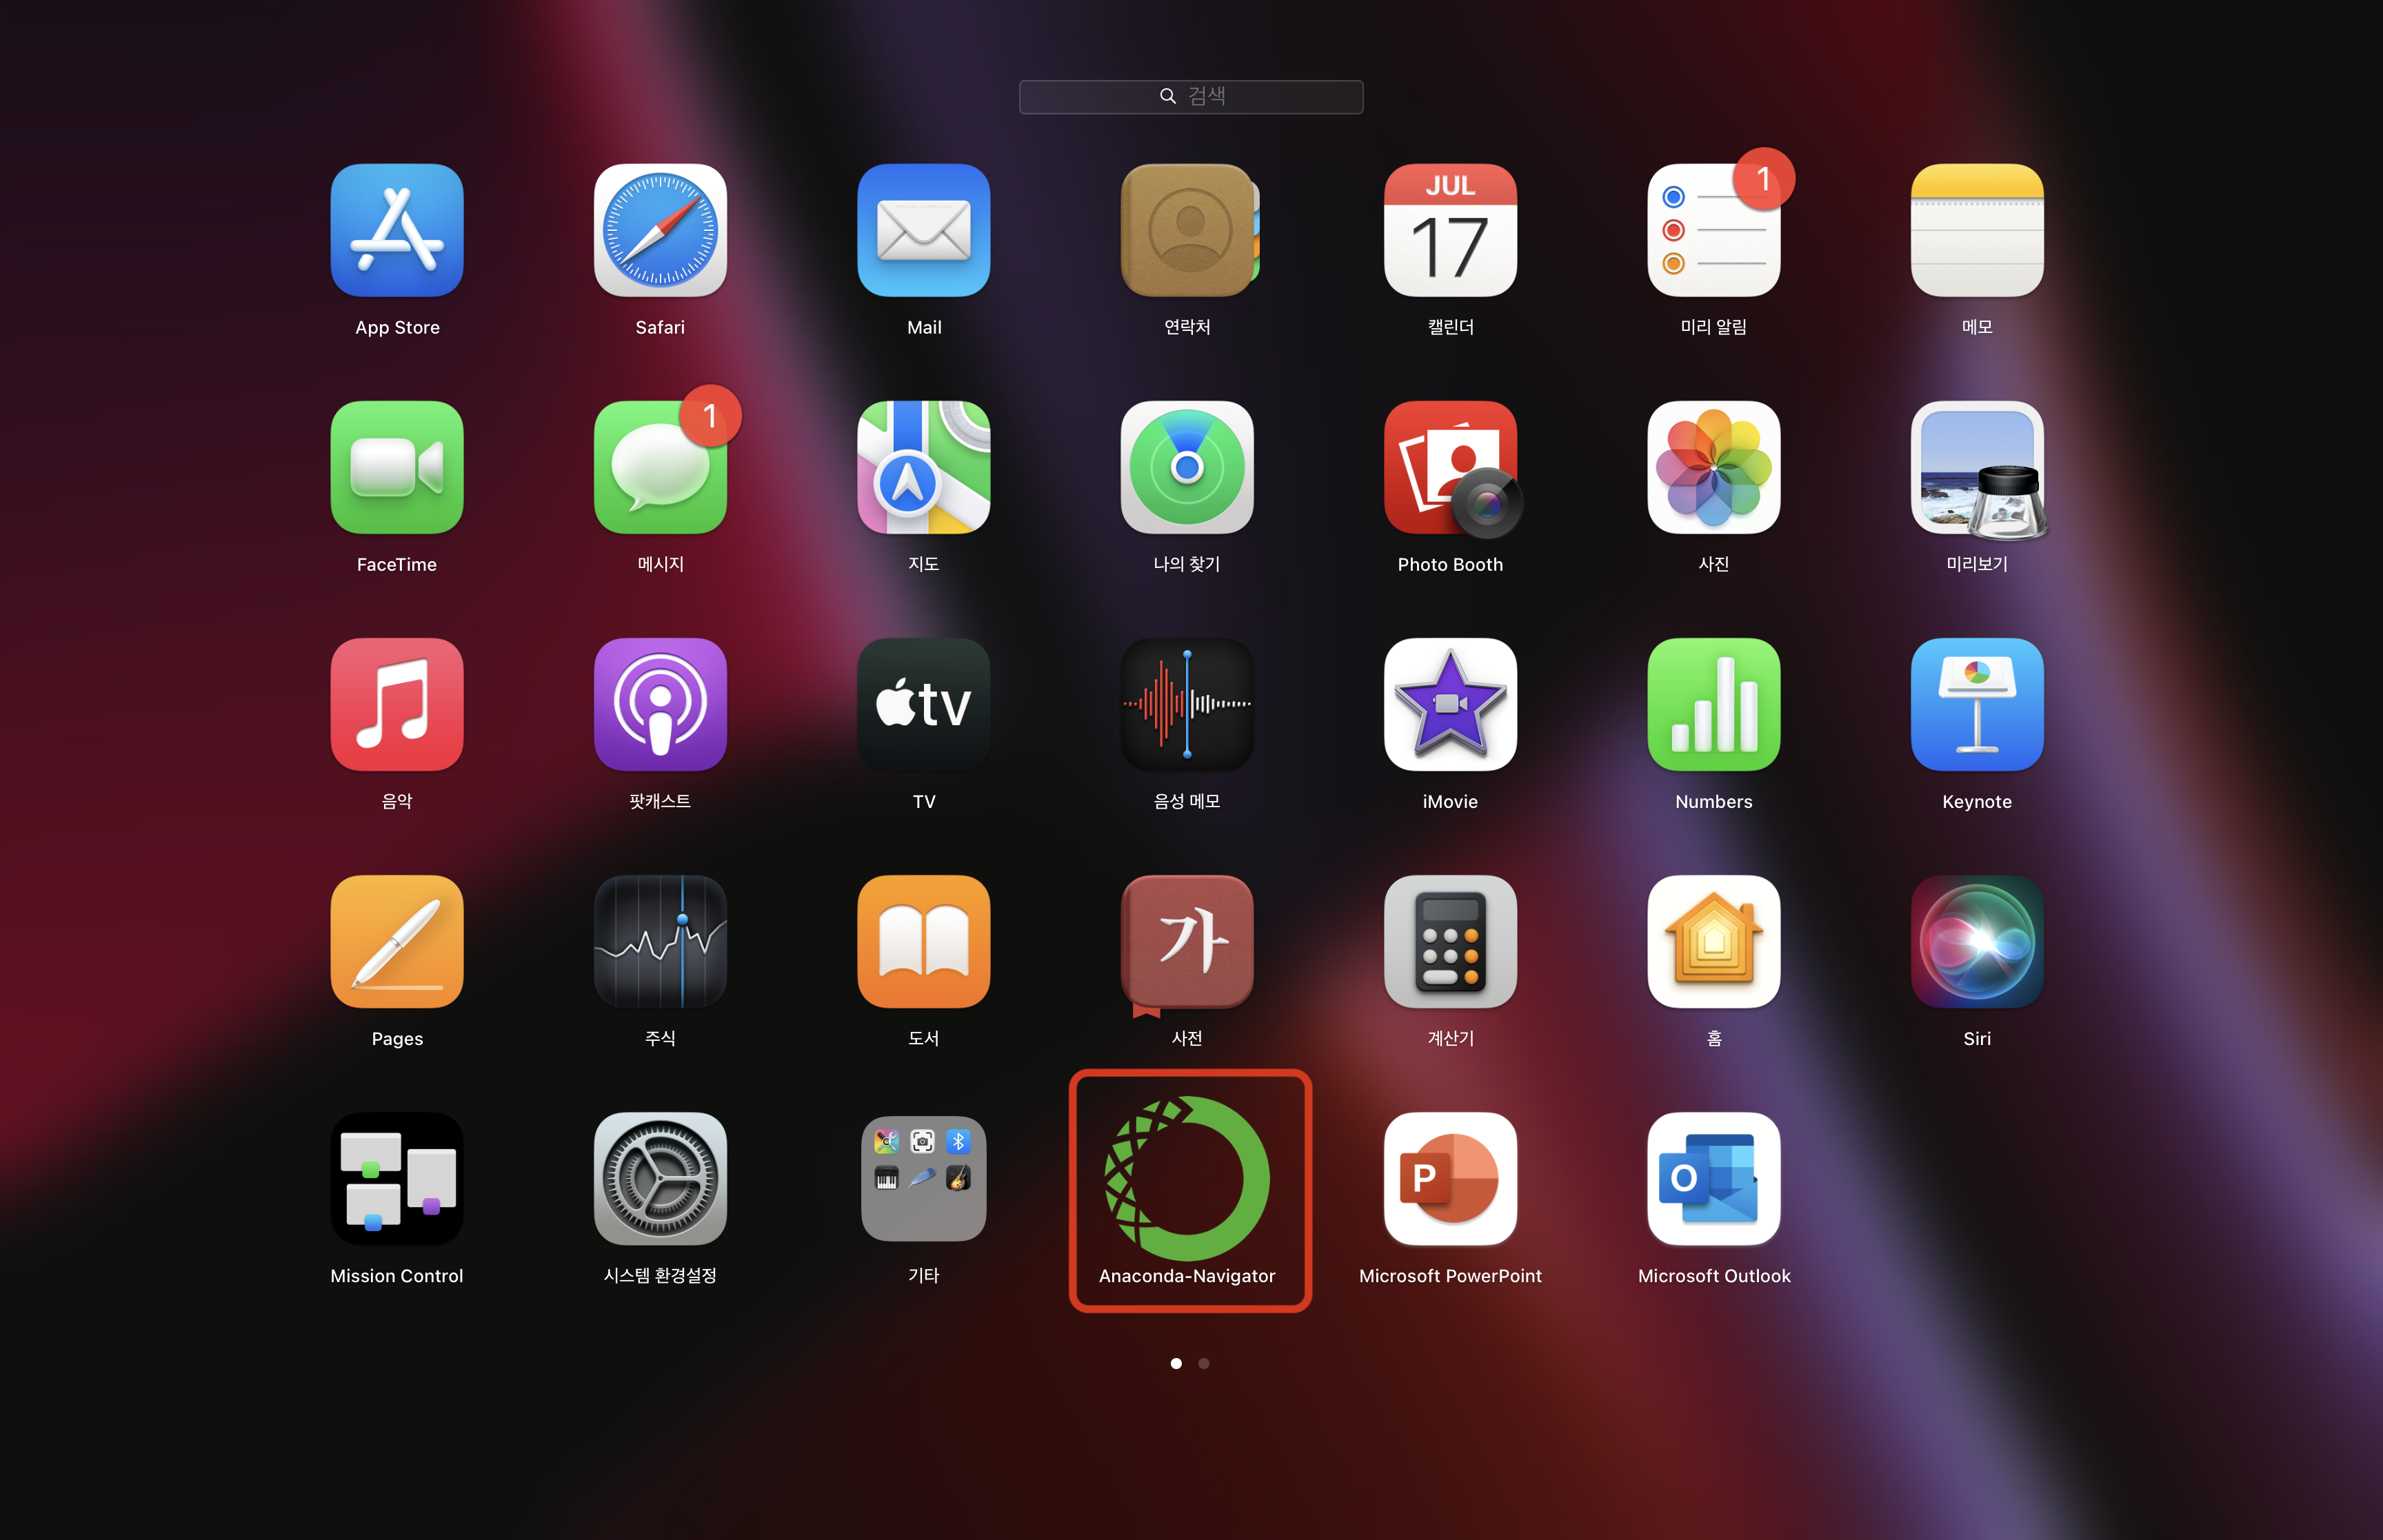 검색
JUL
17
1
App Store
Safari
Mail
연락처
캘린더
미리 알림
메모
1
FaceTime
메시지
지도
나의 찾기
Photo Booth
사진
미리보기
tv
음악
팟캐스트
TV
음성 메모
iMovie
Numbers
Keynote
가
Pages
주식
도서
사전
계산기
홈
Siri
P
O
Mission Control
시스템 환경설정
기타
Anaconda-Navigator
Microsoft PowerPoint
Microsoft Outlook